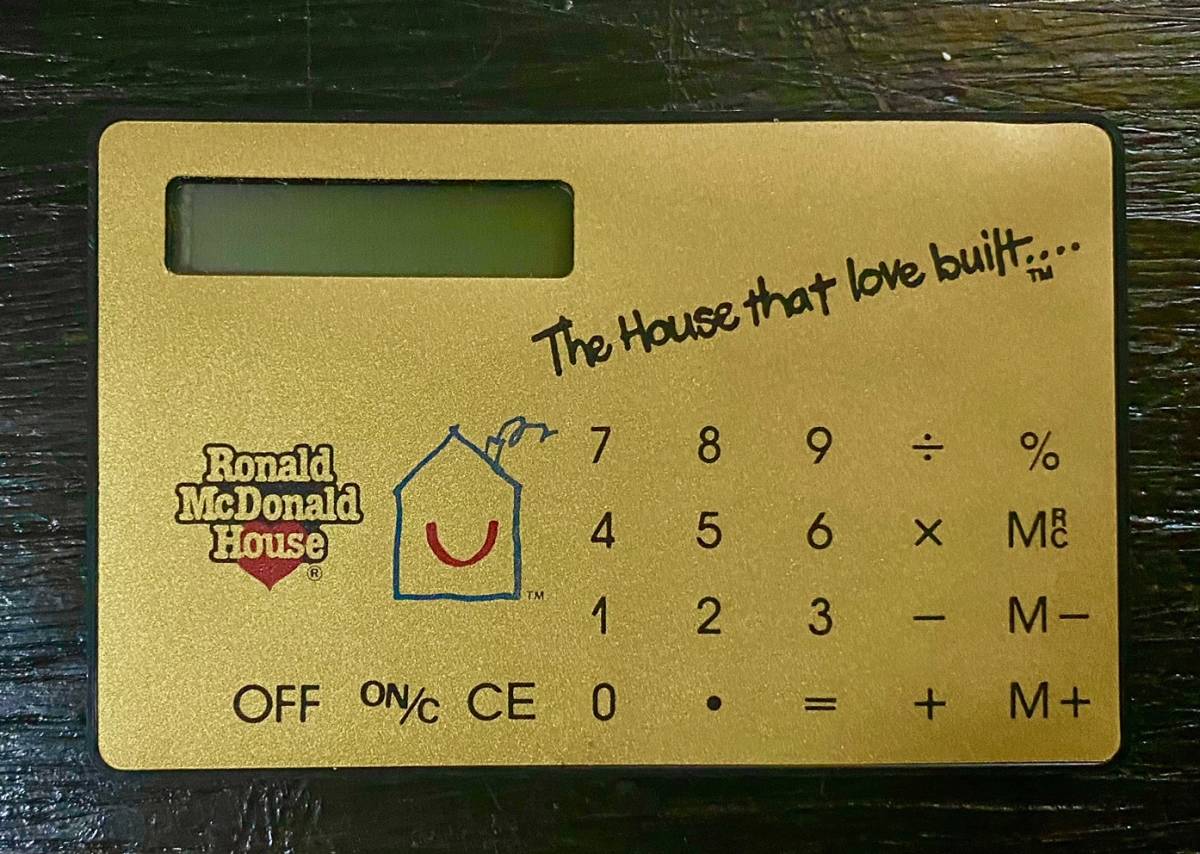 The House that love built....™
Ronald
McDonald
House®
™
7 8 9 ÷ %
4 5 6 × MRC
1 2 3 − M−
OFF ON/C CE 0 • = + M+